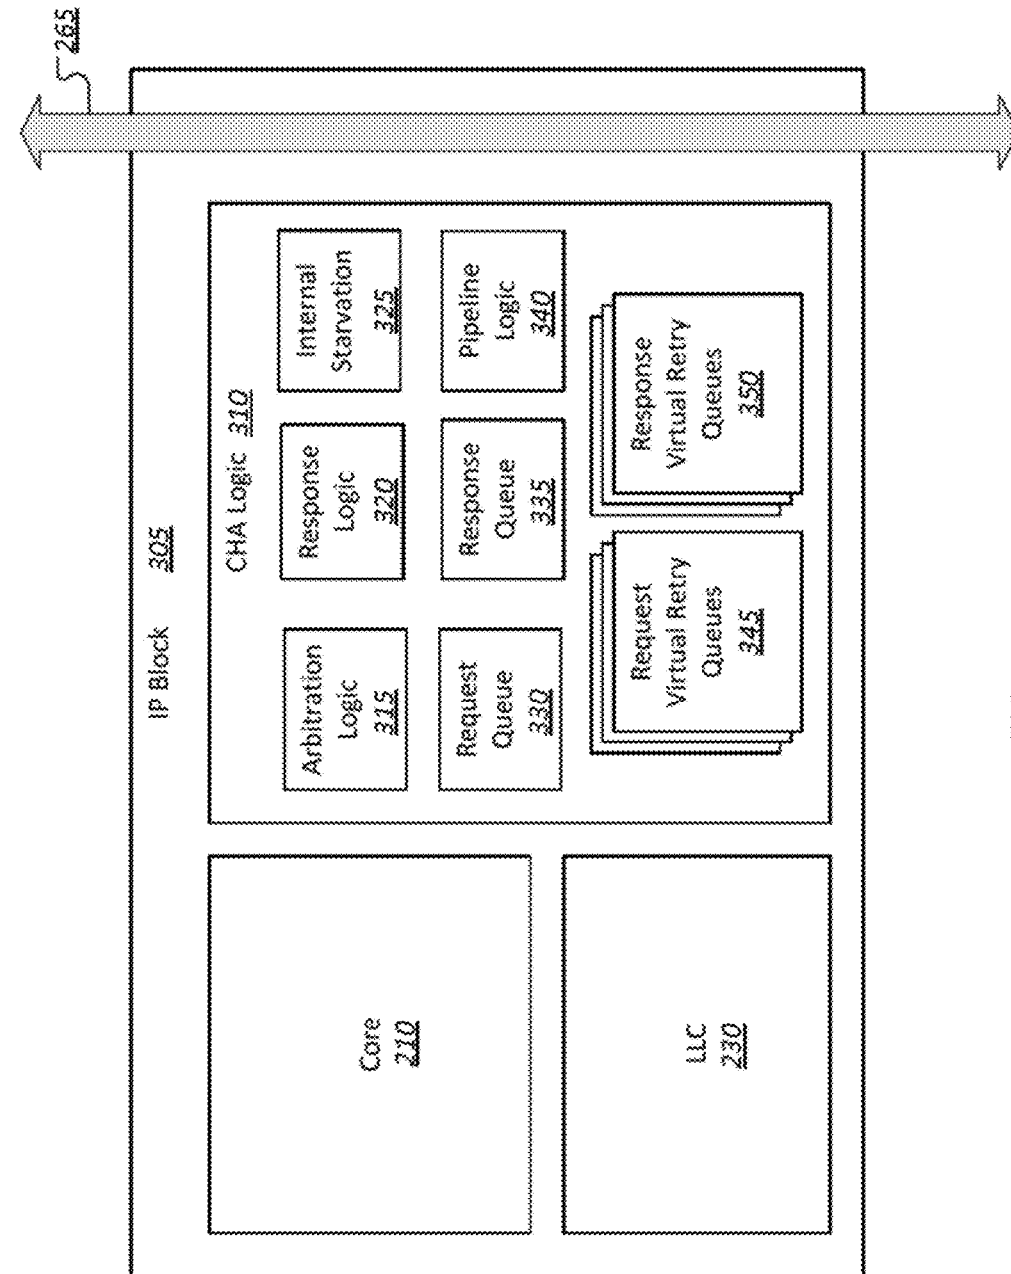 265
IP Block 305
CHA Logic 310
Arbitration
Logic
315
Response
Logic
320
Internal
Starvation
325
Request
Queue
330
Response
Queue
335
Pipeline
Logic
340
Request
Virtual Retry
Queues
345
Response
Virtual Retry
Queues
350
Core
210
LLC
230